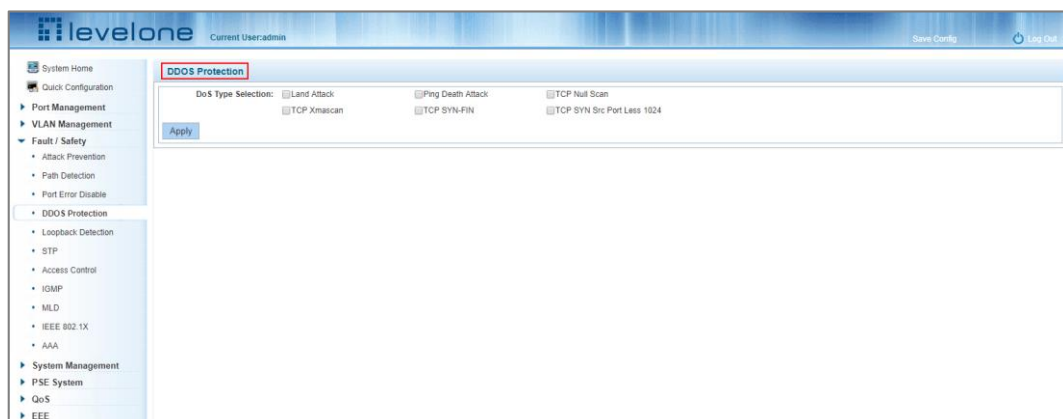 levelone Current User:admin Save Config Log Out
System Home
Quick Configuration
Port Management
VLAN Management
Fault / Safety
Attack Prevention
Path Detection
Port Error Disable
DDOS Protection
Loopback Detection
STP
Access Control
IGMP
MLD
IEEE 802.1X
AAA
System Management
PSE System
QoS
EEE
DDOS Protection
DoS Type Selection: Land Attack Ping Death Attack TCP Null Scan
TCP Xmascan TCP SYN-FIN TCP SYN Src Port Less 1024
Apply